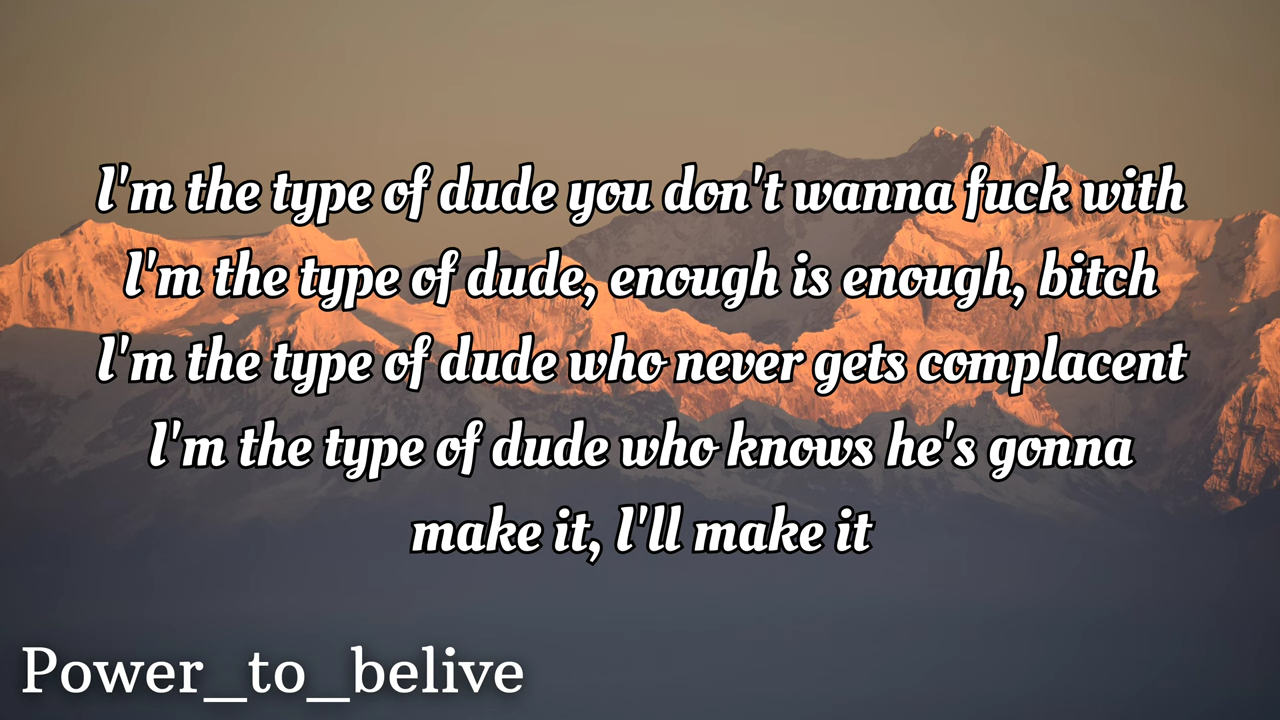 I'm the type of dude you don't wanna fuck with
I'm the type of dude, enough is enough, bitch
I'm the type of dude who never gets complacent
I'm the type of dude who knows he's gonna
make it, I'll make it
Power_to_belive